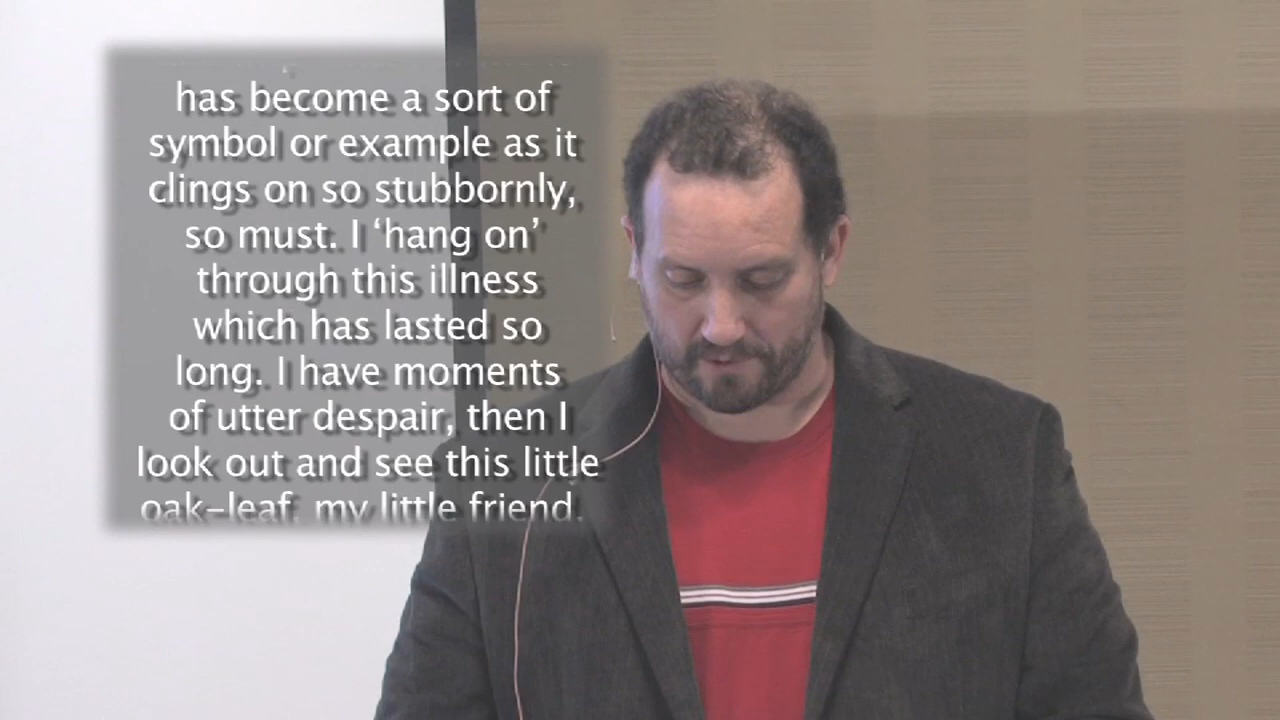 has become a sort of
symbol or example as it
clings on so stubbornly,
so must. I ‘hang on’
through this illness
which has lasted so
long. I have moments
of utter despair, then I
look out and see this little
oak-leaf, my little friend,